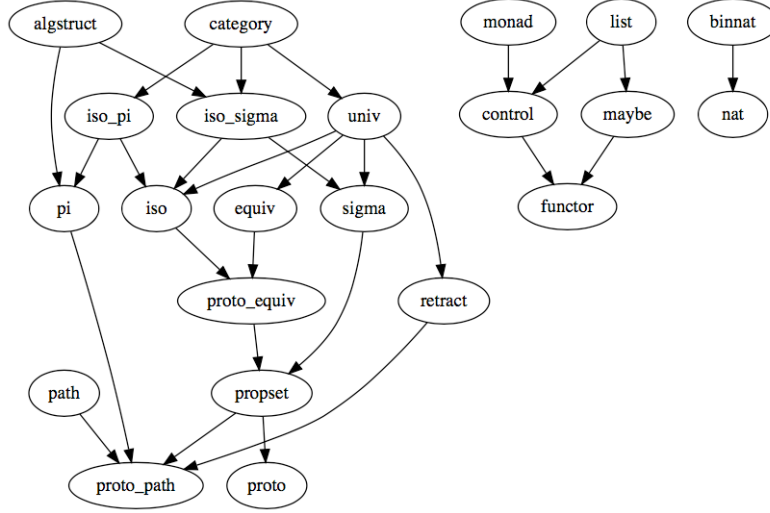 algstruct
category
monad
list
binnat
iso_pi
iso_sigma
univ
control
maybe
nat
pi
iso
equiv
sigma
functor
proto_equiv
retract
path
propset
proto_path
proto